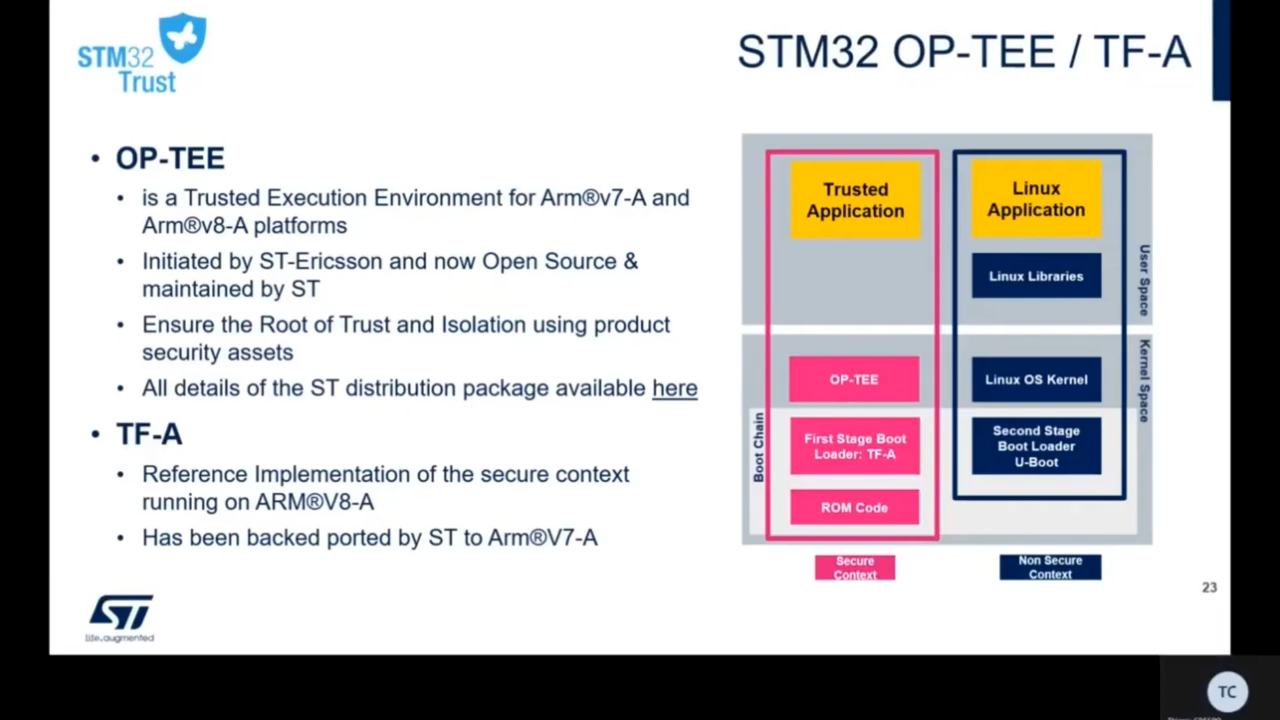 STM32
Trust
STM32 OP-TEE / TF-A
• OP-TEE
• is a Trusted Execution Environment for Arm®v7-A and
Arm®v8-A platforms
• Initiated by ST-Ericsson and now Open Source &
maintained by ST
• Ensure the Root of Trust and Isolation using product
security assets
• All details of the ST distribution package available here
• TF-A
• Reference Implementation of the secure context
running on ARM®V8-A
• Has been backed ported by ST to Arm®V7-A
Trusted
Application
Linux
Application
Linux Libraries
User Space
OP-TEE
Linux OS Kernel
Kernel Space
Boot Chain
First Stage Boot
Loader: TF-A
Second Stage
Boot Loader
U-Boot
ROM Code
Secure
Context
Non Secure
Context
23
ST
life.augmented
TC